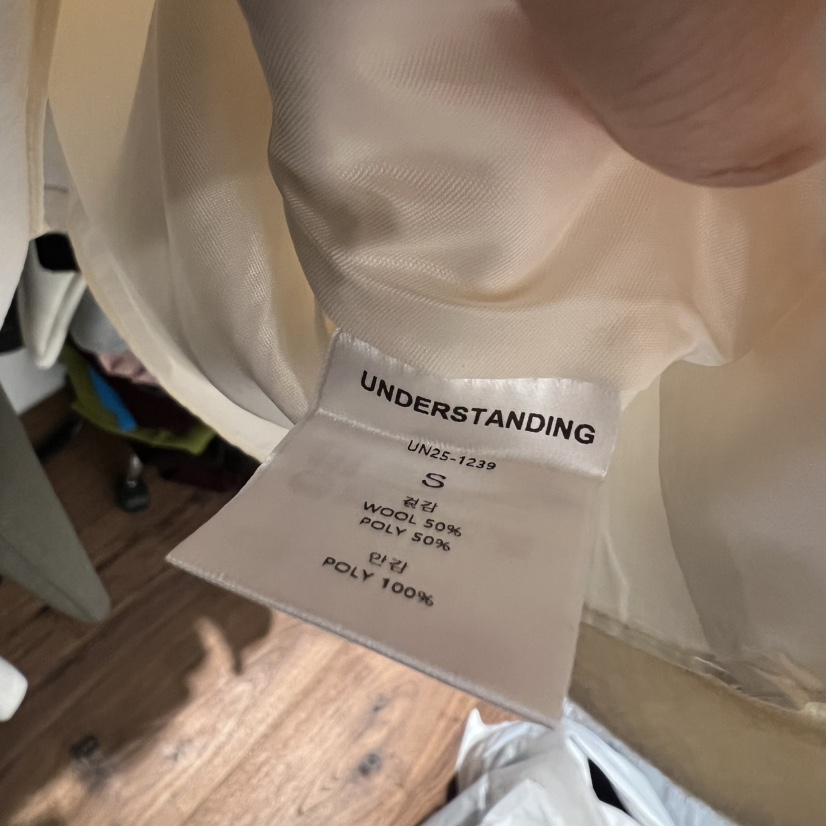 UNDERSTANDING
UN25-1239
S
겉감
WOOL 50%
POLY 50%
안감
POLY 100%